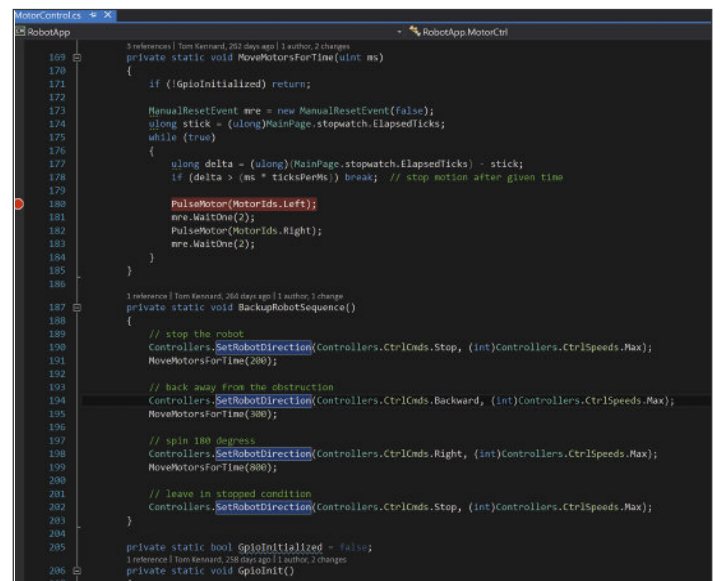 MotorControl.cs
RobotApp RobotApp.MotorCtrl
3 references | Tom Kennard, 262 days ago | 1 author, 2 changes
169 private static void MoveMotorsForTime(uint ms)
170 {
171 if (!GpioInitialized) return;
172
173 ManualResetEvent mre = new ManualResetEvent(false);
174 ulong stick = (ulong)MainPage.stopwatch.ElapsedTicks;
175 while (true)
176 {
177 ulong delta = (ulong)(MainPage.stopwatch.ElapsedTicks) - stick;
178 if (delta > (ms * ticksPerMs)) break; // stop motion after given time
179
180 PulseMotor(MotorIds.Left);
181 mre.WaitOne(2);
182 PulseMotor(MotorIds.Right);
183 mre.WaitOne(2);
184 }
185 }
186
1 reference | Tom Kennard, 264 days ago | 1 author, 1 change
187 private static void BackupRobotSequence()
188 {
189 // stop the robot
190 Controllers.SetRobotDirection(Controllers.CtrlCmds.Stop, (int)Controllers.CtrlSpeeds.Max);
191 MoveMotorsForTime(200);
192
193 // back away from the obstruction
194 Controllers.SetRobotDirection(Controllers.CtrlCmds.Backward, (int)Controllers.CtrlSpeeds.Max);
195 MoveMotorsForTime(300);
196
197 // spin 180 degress
198 Controllers.SetRobotDirection(Controllers.CtrlCmds.Right, (int)Controllers.CtrlSpeeds.Max);
199 MoveMotorsForTime(800);
200
201 // leave in stopped condition
202 Controllers.SetRobotDirection(Controllers.CtrlCmds.Stop, (int)Controllers.CtrlSpeeds.Max);
203 }
204
205 private static bool GpioInitialized = false;
1 reference | Tom Kennard, 258 days ago | 1 author, 2 changes
206 private static void GpioInit()